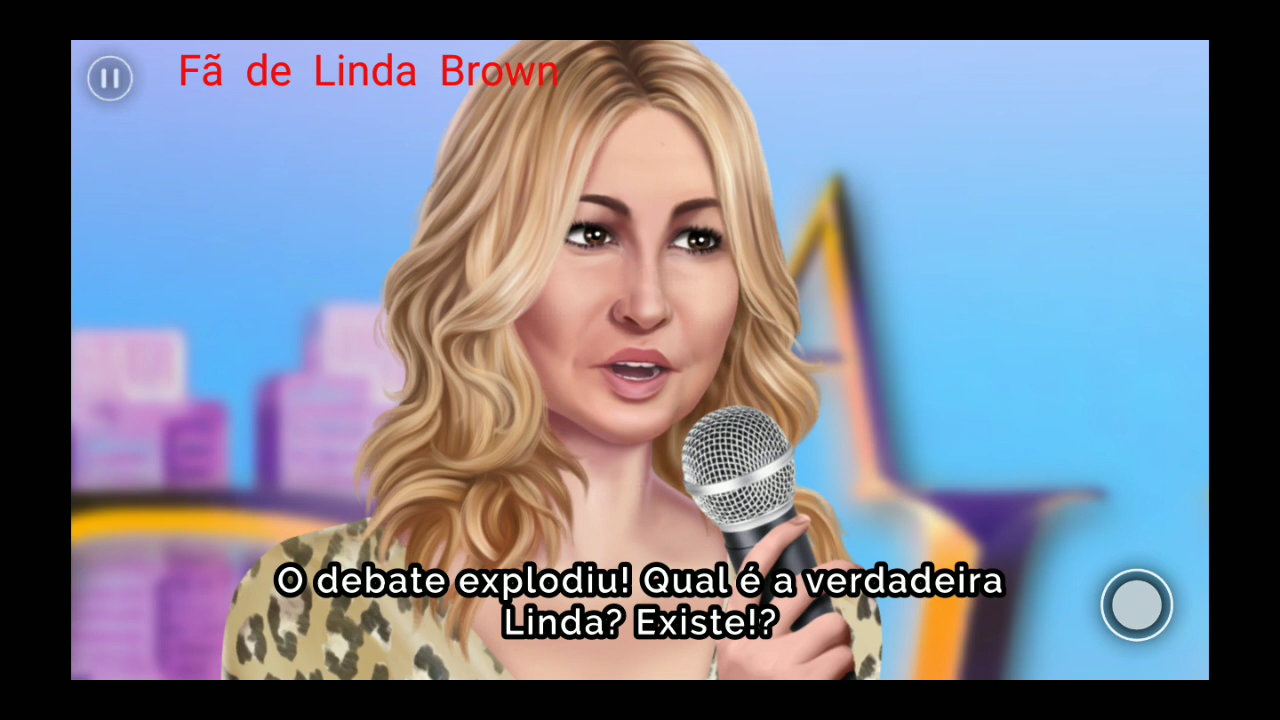 Fã de Linda Brown
O debate explodiu! Qual é a verdadeira
Linda? Existe!?